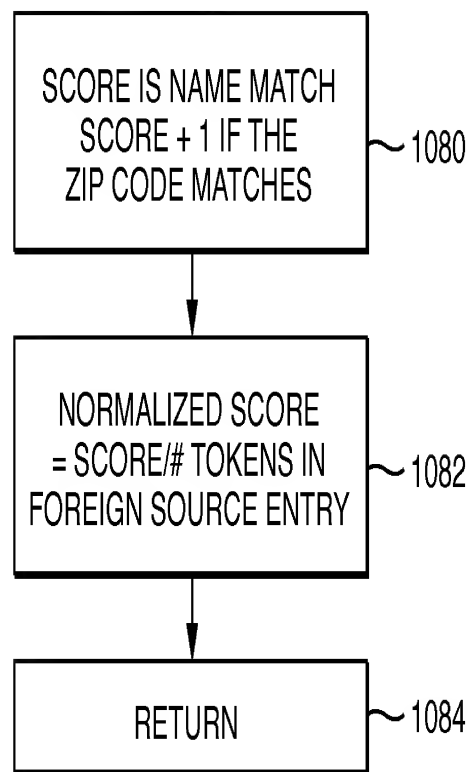 SCORE IS NAME MATCH
SCORE + 1 IF THE
ZIP CODE MATCHES
1080
NORMALIZED SCORE
= SCORE/# TOKENS IN
FOREIGN SOURCE ENTRY
1082
RETURN
1084